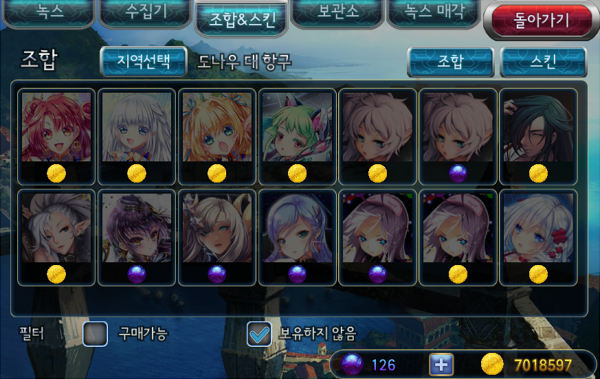 녹스 수집기 조합&스킨 보관소 녹스 매각 돌아가기
조합 지역선택 도나우 대 항구 조합 스킨
필터 구매가능 보유하지 않음
126 7018597